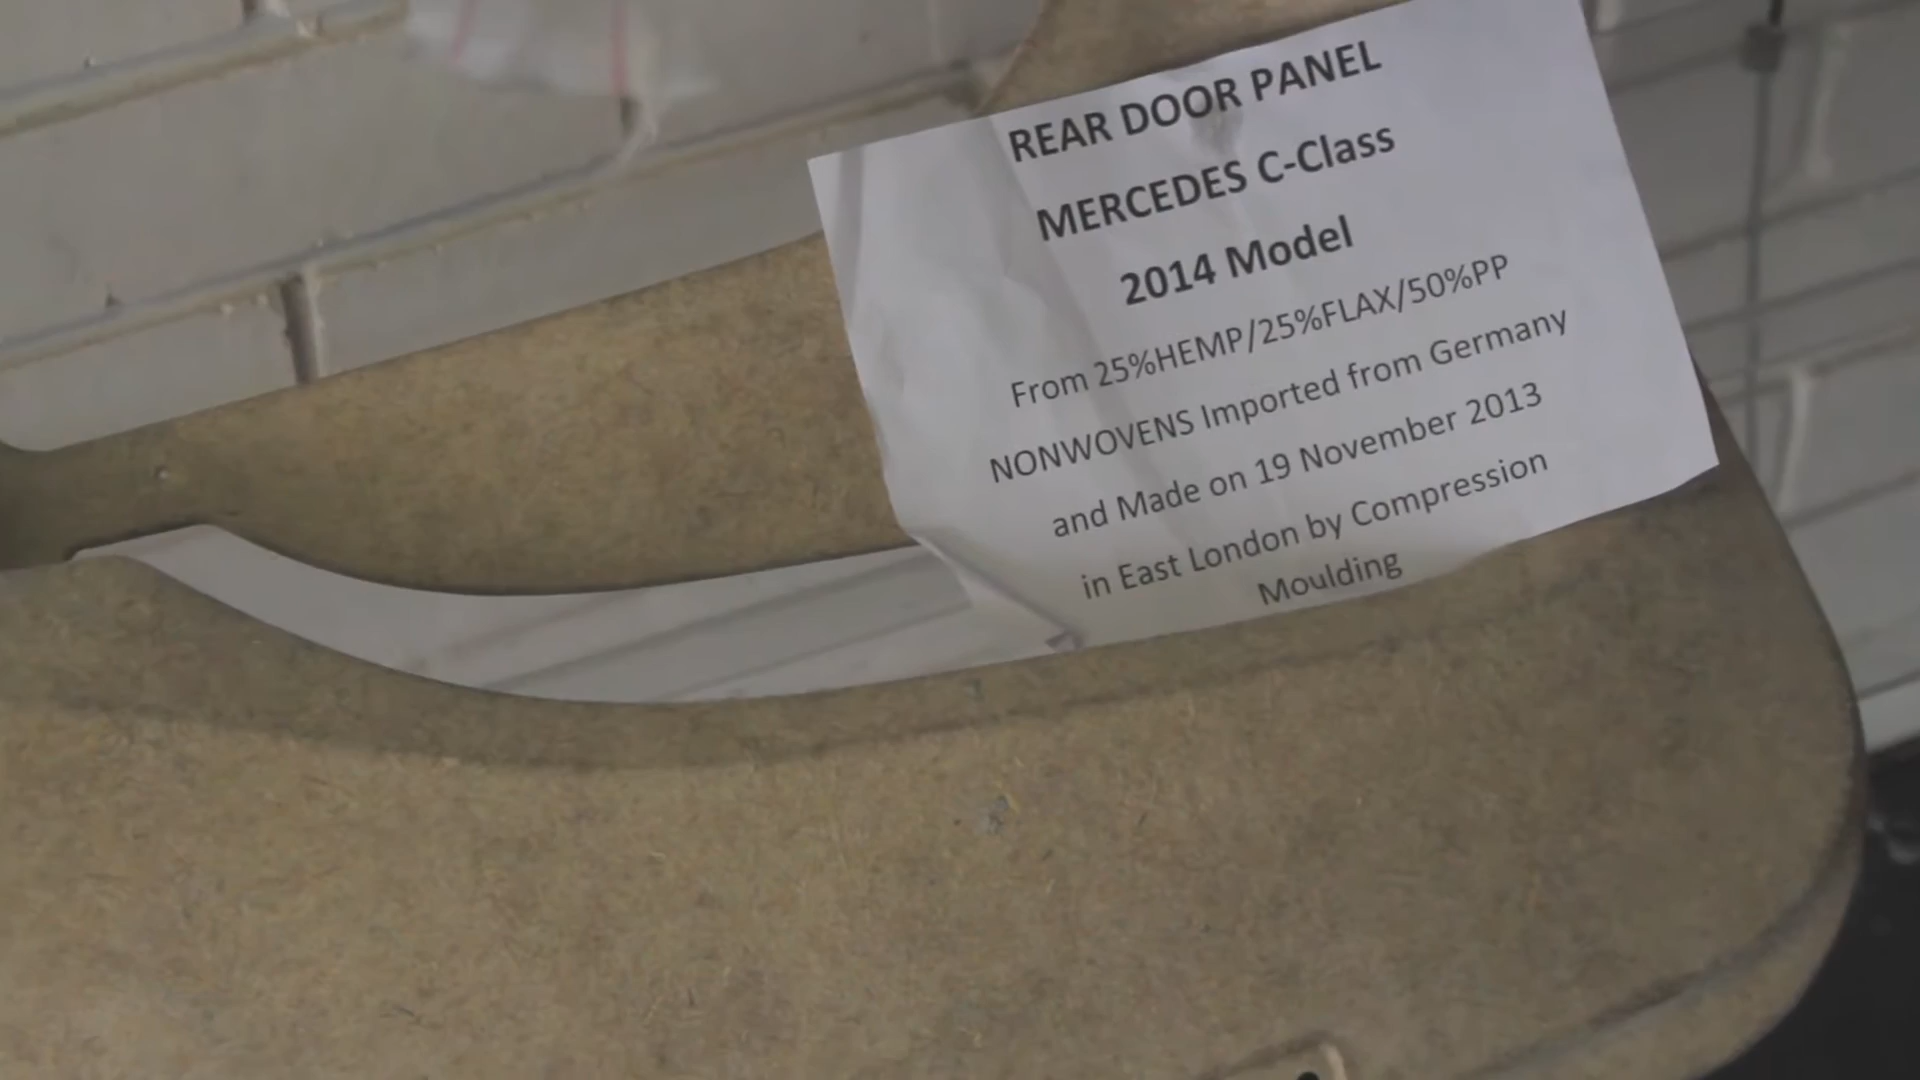 REAR DOOR PANEL
MERCEDES C-Class
2014 Model
From 25%HEMP/25%FLAX/50%PP
NONWOVENS Imported from Germany
and Made on 19 November 2013
in East London by Compression
Moulding